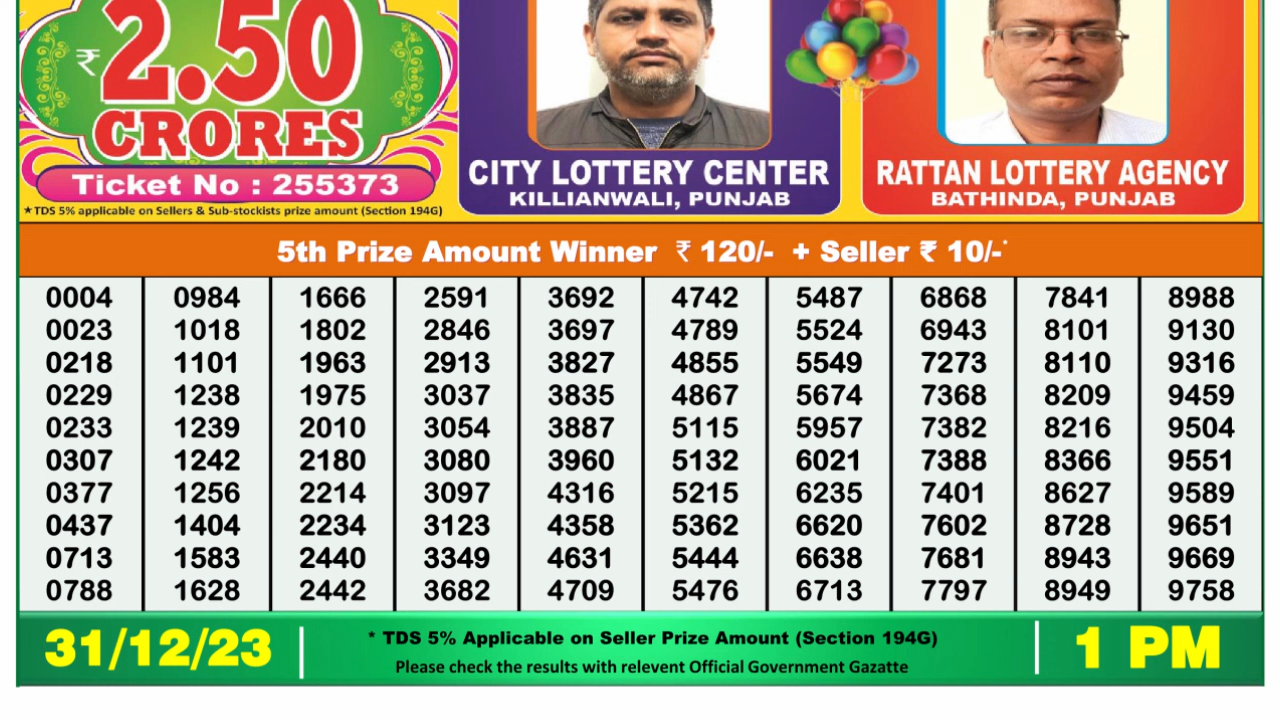 ₹ 2.50
CRORES
Ticket No : 255373
★ TDS 5% applicable on Sellers & Sub-stockists prize amount (Section 194G)
CITY LOTTERY CENTER
KILLIANWALI, PUNJAB
RATTAN LOTTERY AGENCY
BATHINDA, PUNJAB
5th Prize Amount Winner ₹ 120/- + Seller ₹ 10/-*
0004 0984 1666 2591 3692 4742 5487 6868 7841 8988
0023 1018 1802 2846 3697 4789 5524 6943 8101 9130
0218 1101 1963 2913 3827 4855 5549 7273 8110 9316
0229 1238 1975 3037 3835 4867 5674 7368 8209 9459
0233 1239 2010 3054 3887 5115 5957 7382 8216 9504
0307 1242 2180 3080 3960 5132 6021 7388 8366 9551
0377 1256 2214 3097 4316 5215 6235 7401 8627 9589
0437 1404 2234 3123 4358 5362 6620 7602 8728 9651
0713 1583 2440 3349 4631 5444 6638 7681 8943 9669
0788 1628 2442 3682 4709 5476 6713 7797 8949 9758
31/12/23
* TDS 5% Applicable on Seller Prize Amount (Section 194G)
Please check the results with relevent Official Government Gazatte
1 PM